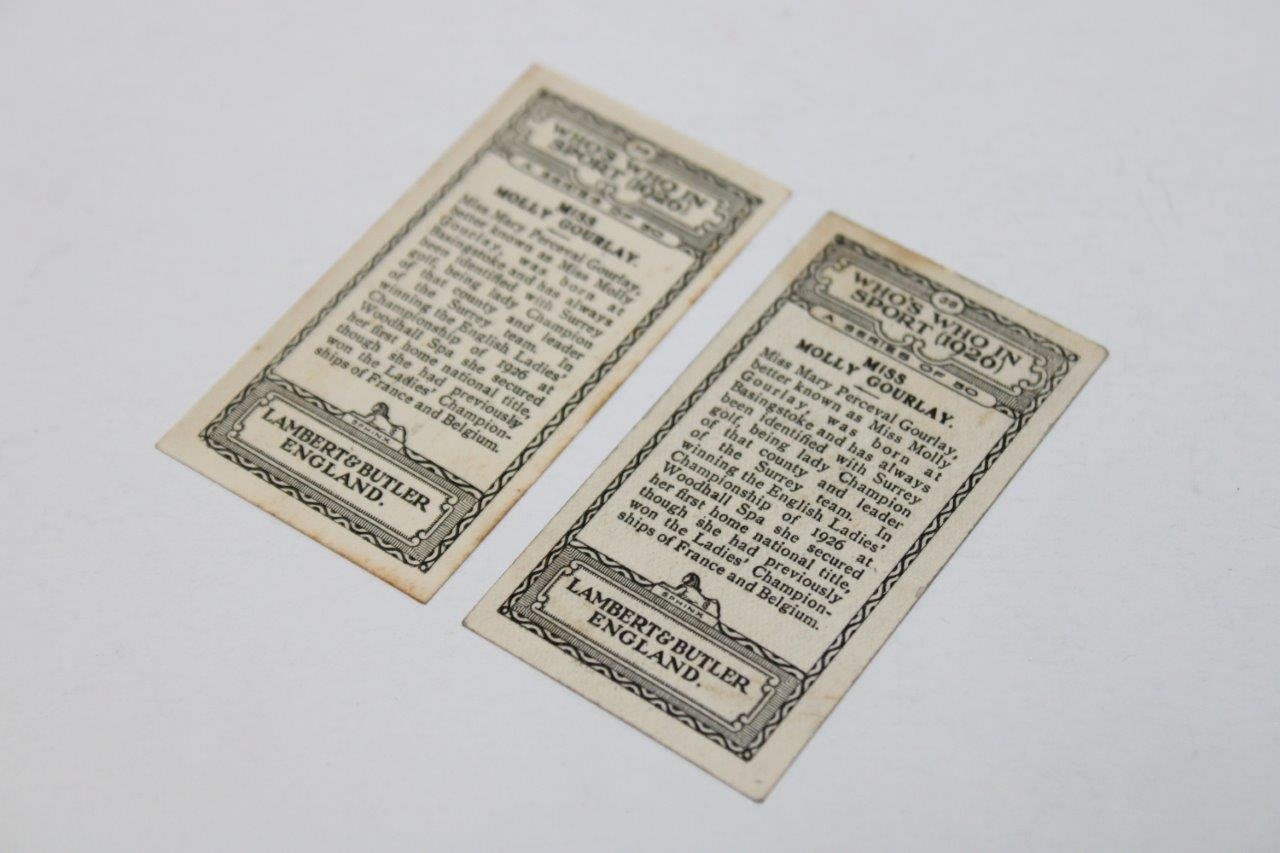 WHO'S WHO IN
SPORT (1926)
A SERIES OF 50
MISS
MOLLY GOURLAY.
Miss Mary Perceval Gourlay,
better known as Miss Molly
Gourlay, was born at
Basingstoke and has always
been identified with Surrey
golf, being lady Champion
of that county and leader
of the Surrey team. In
winning the English Ladies'
Championship of 1926 at
Woodhall Spa she secured
her first home national title,
though she had previously
won the Ladies' Champion-
ships of France and Belgium.
SPHINX
LAMBERT & BUTLER
ENGLAND.
WHO'S WHO IN
SPORT (1926)
A SERIES OF 50
MISS
MOLLY GOURLAY.
Miss Mary Perceval Gourlay,
better known as Miss Molly
Gourlay, was born at
Basingstoke and has always
been identified with Surrey
golf, being lady Champion
of that county and leader
of the Surrey team. In
winning the English Ladies'
Championship of 1926 at
Woodhall Spa she secured
her first home national title,
though she had previously
won the Ladies' Champion-
ships of France and Belgium.
SPHINX
LAMBERT & BUTLER
ENGLAND.